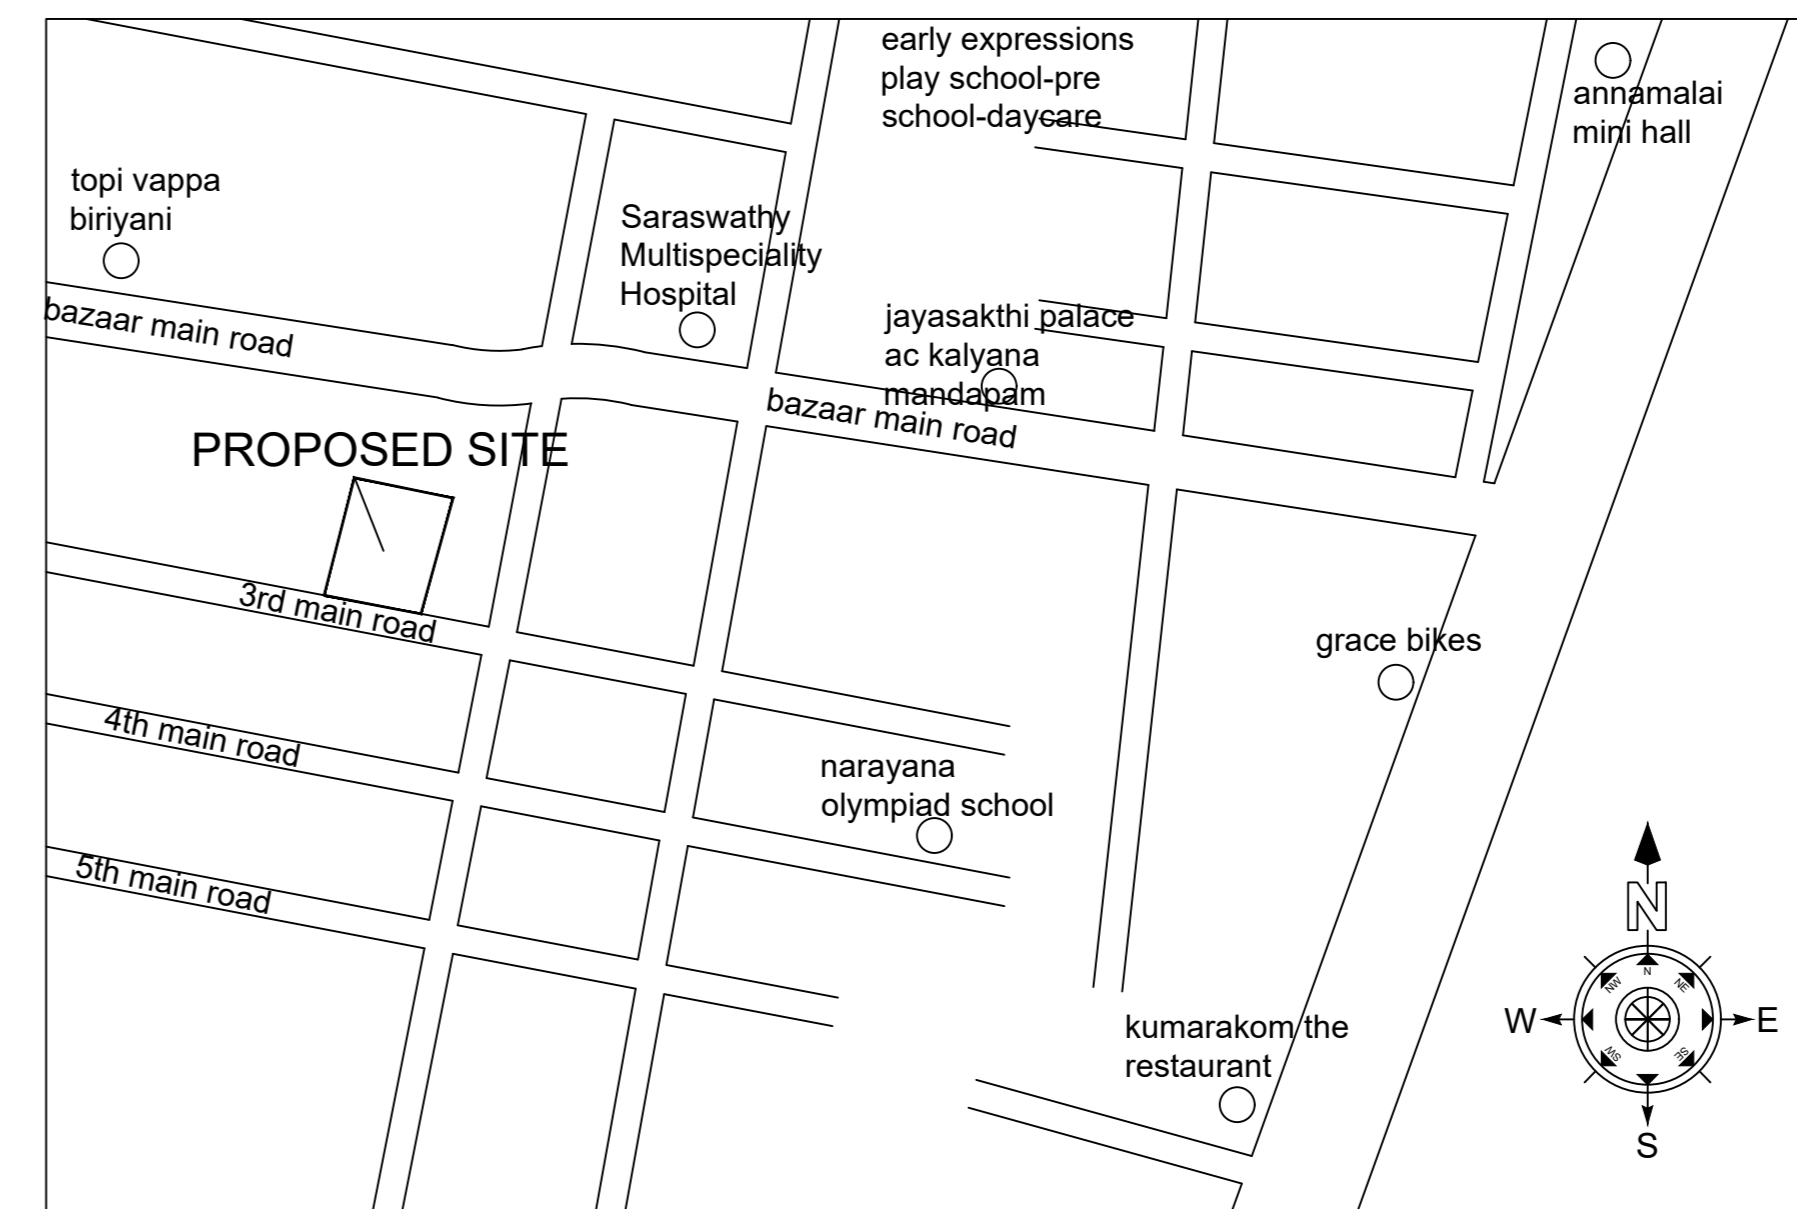 early expressions
play school-pre
school-daycare
annamalai
mini hall
topi vappa
biriyani
Saraswathy
Multispeciality
Hospital
bazaar main road
jayasakthi palace
ac kalyana
mandapam
bazaar main road
PROPOSED SITE
3rd main road
grace bikes
4th main road
narayana
olympiad school
5th main road
kumarakom the
restaurant
N
N
NW
NE
W
E
SW
SE
S